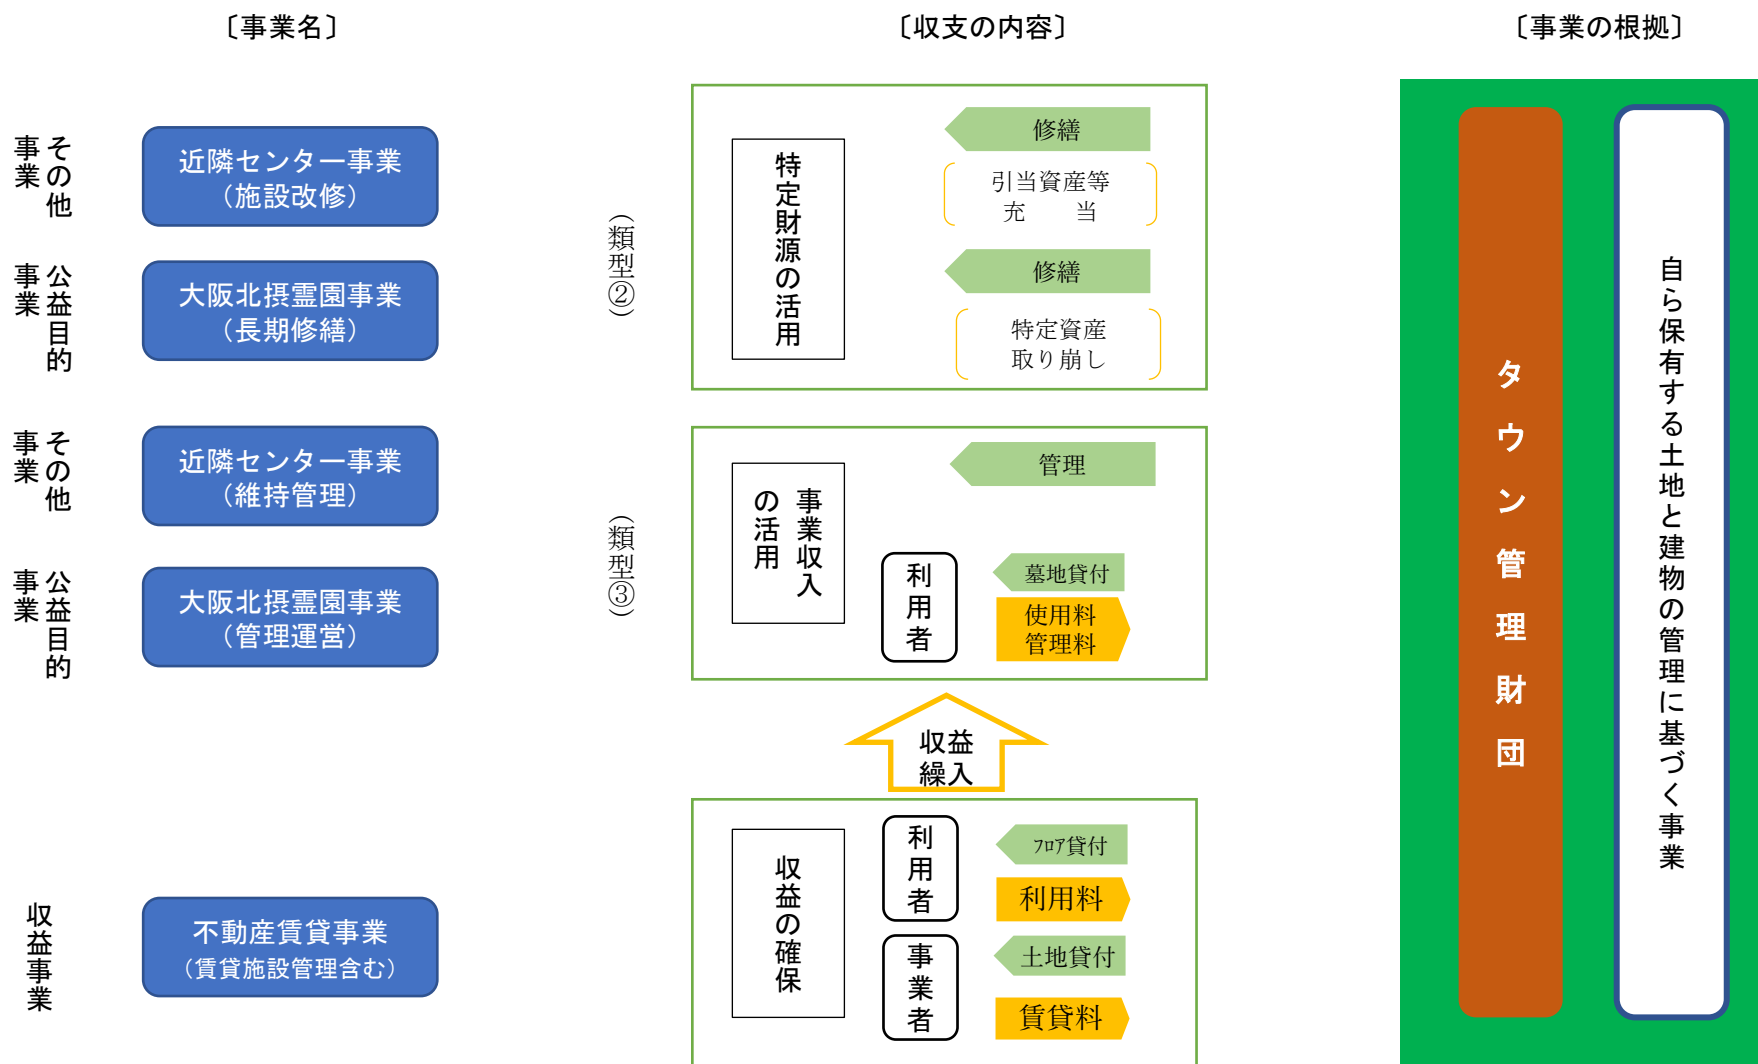 〔事業名〕
〔収支の内容〕
〔事業の根拠〕
その他
事業
近隣センター事業
（施設改修）
公益目的
事業
大阪北摂霊園事業
（長期修繕）
（類型②）
特定財源の活用
修繕
引当資産等
充　当
修繕
特定資産
取り崩し
その他
事業
近隣センター事業
（維持管理）
公益目的
事業
大阪北摂霊園事業
（管理運営）
（類型③）
事業収入
の活用
管理
利用者
墓地貸付
使用料
管理料
収益
繰入
収益事業
不動産賃貸事業
（賃貸施設管理含む）
収益の確保
利用者
ﾌﾛｱ貸付
利用料
事業者
土地貸付
賃貸料
タウン管理財団
自ら保有する土地と建物の管理に基づく事業